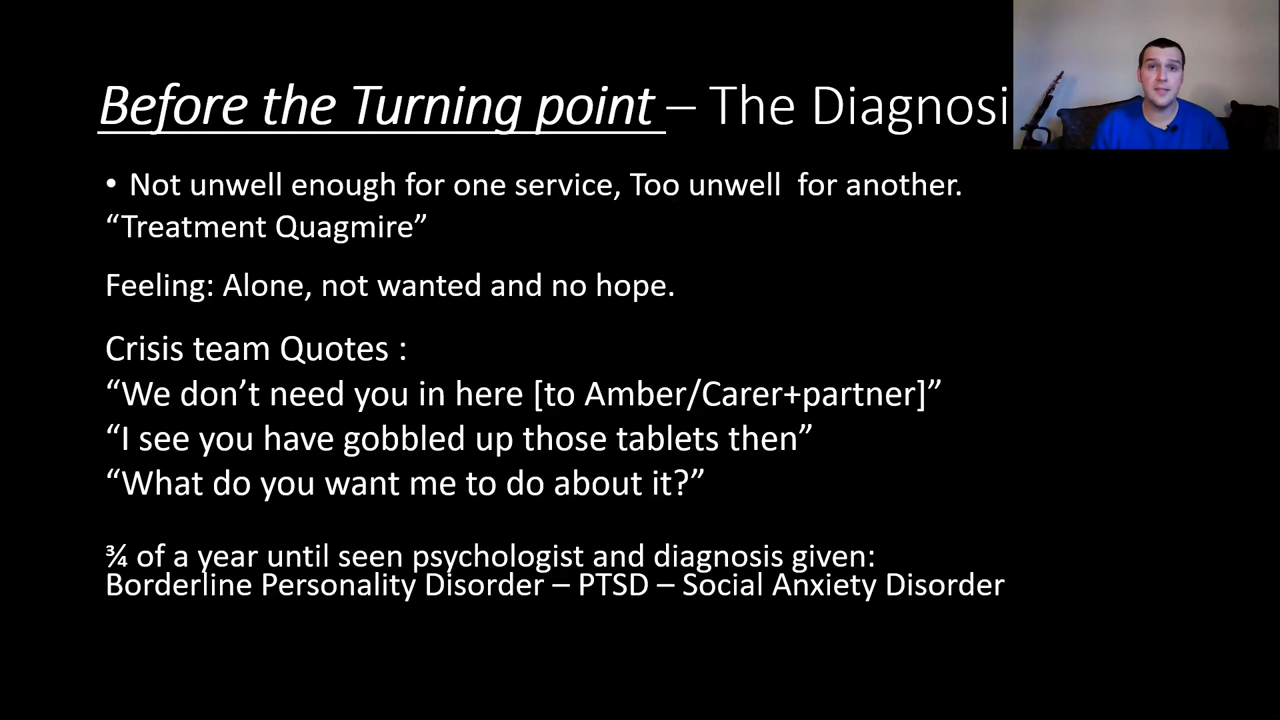 Before the Turning point – The Diagnosi
• Not unwell enough for one service, Too unwell  for another.
“Treatment Quagmire”
Feeling: Alone, not wanted and no hope.
Crisis team Quotes :
“We don’t need you in here [to Amber/Carer+partner]”
“I see you have gobbled up those tablets then”
“What do you want me to do about it?”
¾ of a year until seen psychologist and diagnosis given:
Borderline Personality Disorder – PTSD – Social Anxiety Disorder